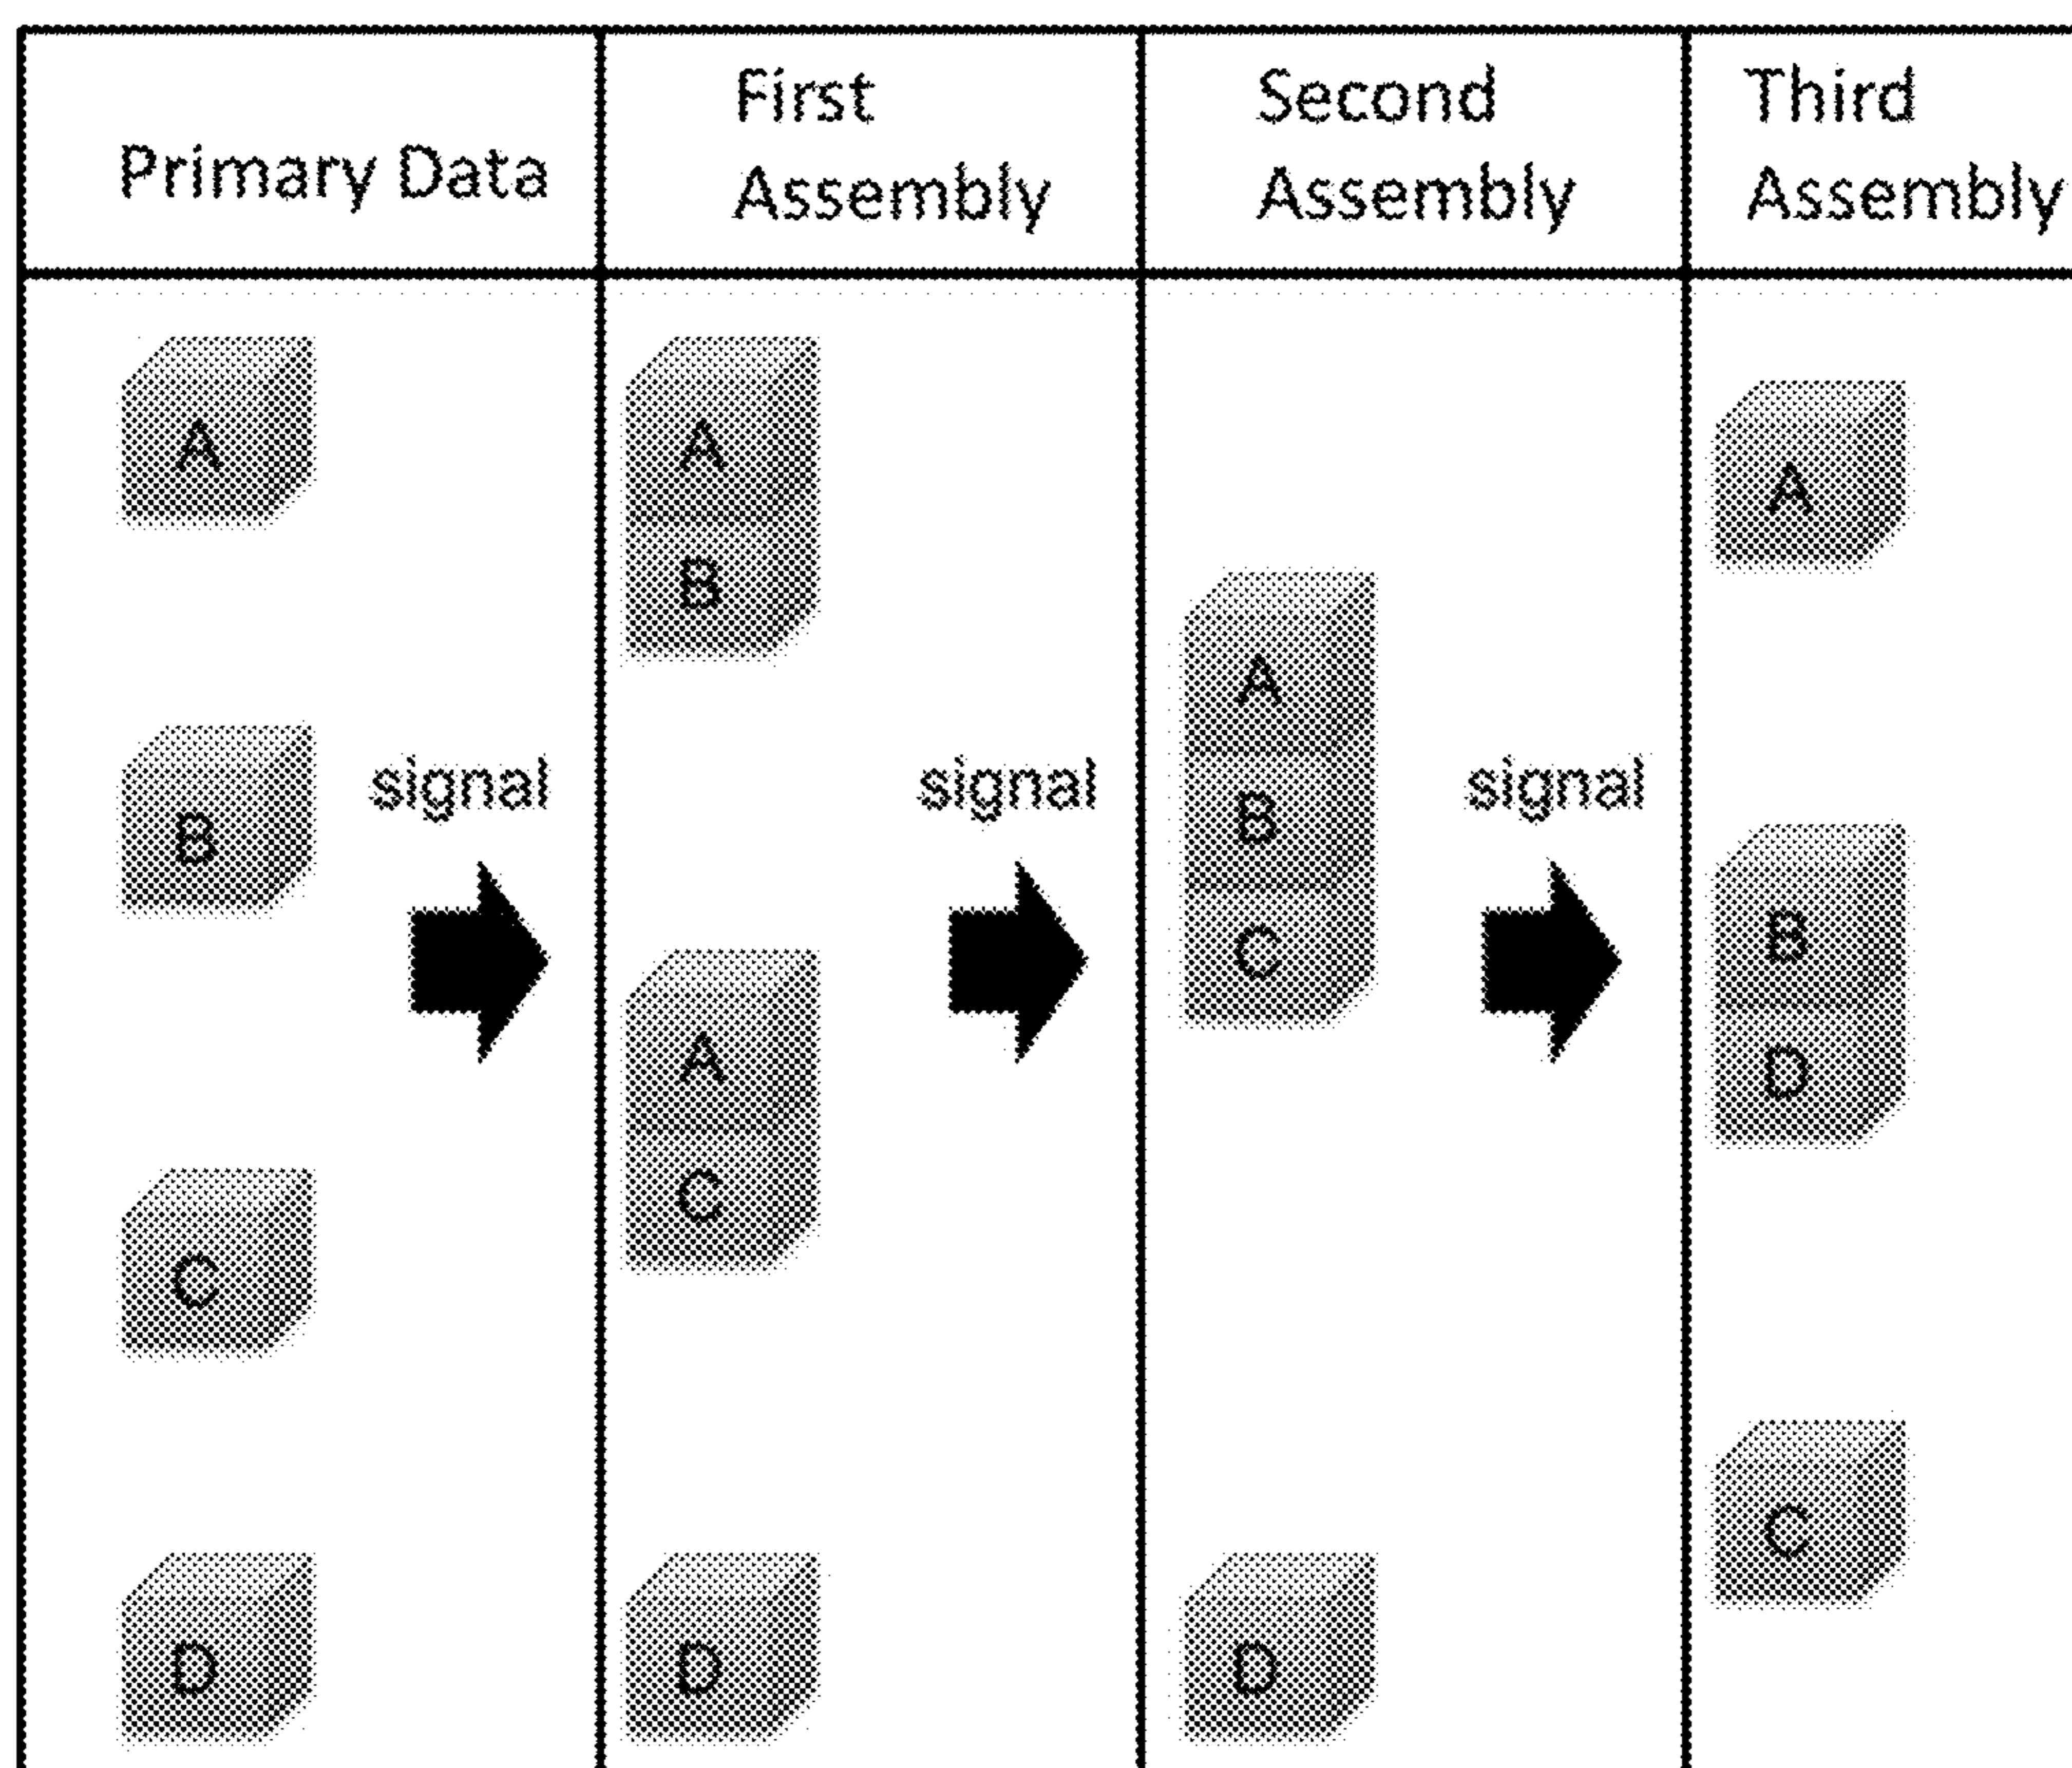 Primary Data
First
Assembly
Second
Assembly
Third
Assembly
A
B
C
D
signal
A
B
A
C
D
signal
A
B
C
D
signal
A
B
D
C